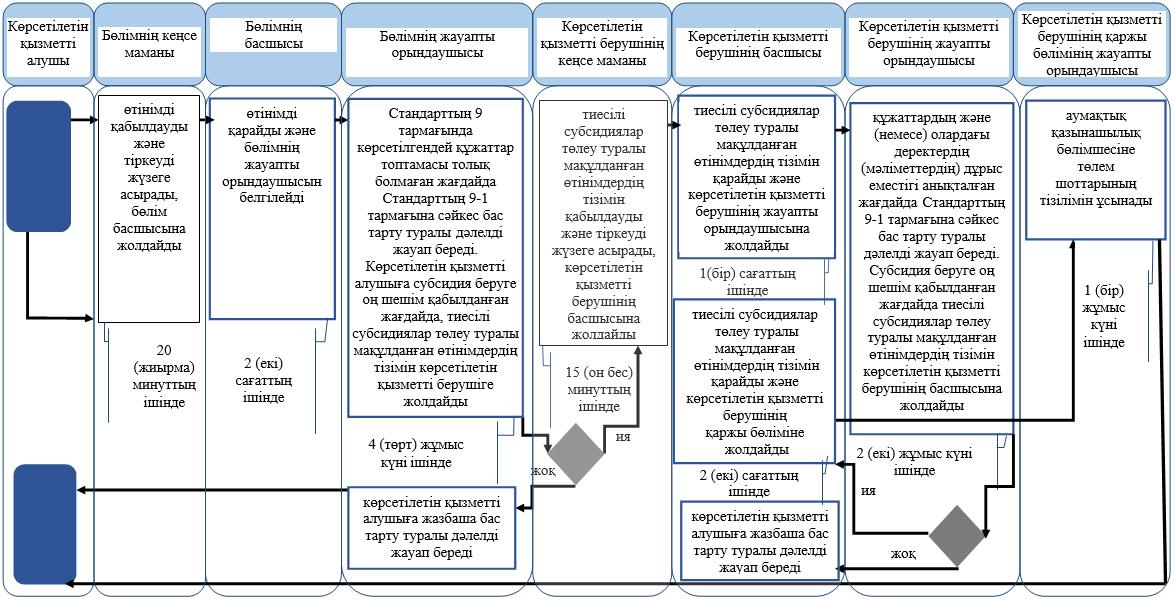 Көрсетілетін
қызметті
алушы
Бөлімнің кеңсе
маманы
Бөлімнің
басшысы
Бөлімнің жауапты
орындаушысы
Көрсетілетін
қызметті берушінің
кеңсе маманы
Көрсетілетін қызметті
берушінің басшысы
Көрсетілетін қызметті
берушінің жауапты
орындаушысы
Көрсетілетін қызметті
берушінің қаржы
бөлімінің жауапты
орындаушысы
өтінімді
қабылдауды
және
тіркеуді
жүзеге
асырады,
бөлім
басшысына
жолдайды
20
(жиырма)
минуттың
ішінде
өтінімді
қарайды және
бөлімнің
жауапты
орындаушысын
белгілейді
2 (екі)
сағаттың
ішінде
Стандарттың 9
тармағында
көрсетілгендей құжаттар
топтамасы толық
болмаған жағдайда
Стандарттың 9-1
тармағына сәйкес бас
тарту туралы дәлелді
жауап береді.
Көрсетілетін қызметті
алушыға субсидия беруге
оң шешім қабылданған
жағдайда, тиесілі
субсидиялар төлеу туралы
мақұлданған өтінімдердің
тізімін көрсетілетін
қызметті берушіге
жолдайды
4 (төрт) жұмыс
күні ішінде
көрсетілетін қызметті
алушыға жазбаша бас
тарту туралы дәлелді
жауап береді
тиесілі
субсидиялар
төлеу туралы
мақұлданған
өтінімдердің
тізімін
қабылдауды
және тіркеуді
жүзеге асырады,
көрсетілетін
қызметті
берушінің
басшысына
жолдайды
15 (он бес)
минуттың
ішінде
ия
жоқ
тиесілі субсидиялар
төлеу туралы
мақұлданған
өтінімдердің тізімін
қарайды және
көрсетілетін қызметті
берушінің жауапты
орындаушысына
жолдайды
1(бір) сағаттың
ішінде
тиесілі субсидиялар
төлеу туралы
мақұлданған
өтінімдердің тізімін
қарайды және
көрсетілетін қызметті
берушінің
қаржы бөліміне
жолдайды
2 (екі) сағаттың
ішінде
көрсетілетін қызметті
алушыға жазбаша бас
тарту туралы дәлелді
жауап береді
құжаттардың және
(немесе) олардағы
деректердің
(мәліметтердің) дұрыс
еместігі анықталған
жағдайда Стандарттың
9-1 тармағына сәйкес
бас тарту туралы
дәлелді жауап береді.
Субсидия беруге оң
шешім қабылданған
жағдайда тиесілі
субсидиялар төлеу
туралы мақұлданған
өтінімдердің тізімін
көрсетілетін қызметті
берушінің басшысына
жолдайды
2 (екі) жұмыс күні
ішінде
ия
жоқ
аумақтық
қазынашылық
бөлімшесіне
төлем
шоттарының
тізілімін ұсынады
1 (бір)
жұмыс
күні
ішінде